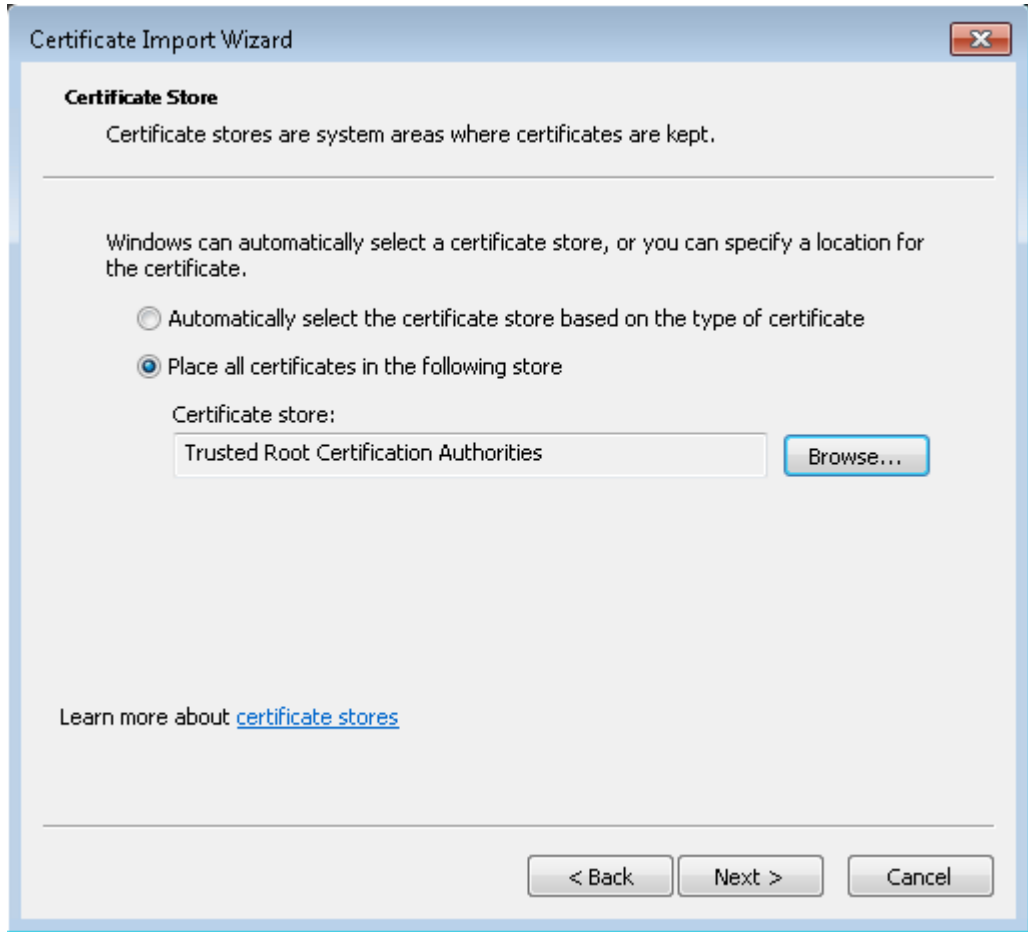 Certificate Import Wizard
Certificate Store
Certificate stores are system areas where certificates are kept.
Windows can automatically select a certificate store, or you can specify a location for
the certificate.
Automatically select the certificate store based on the type of certificate
Place all certificates in the following store
Certificate store:
Trusted Root Certification Authorities
Browse...
Learn more about certificate stores
< Back
Next >
Cancel